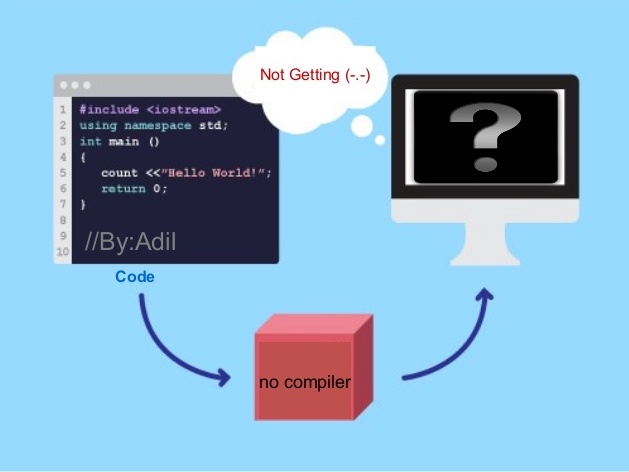 Not Getting (-.-)
1 #include <iostream>
2 using namespace std;
3 int main ()
4 {
5 count <<"Hello World!";
6 return 0;
7 }
8
9 //By:Adil
10
Code
?
no compiler